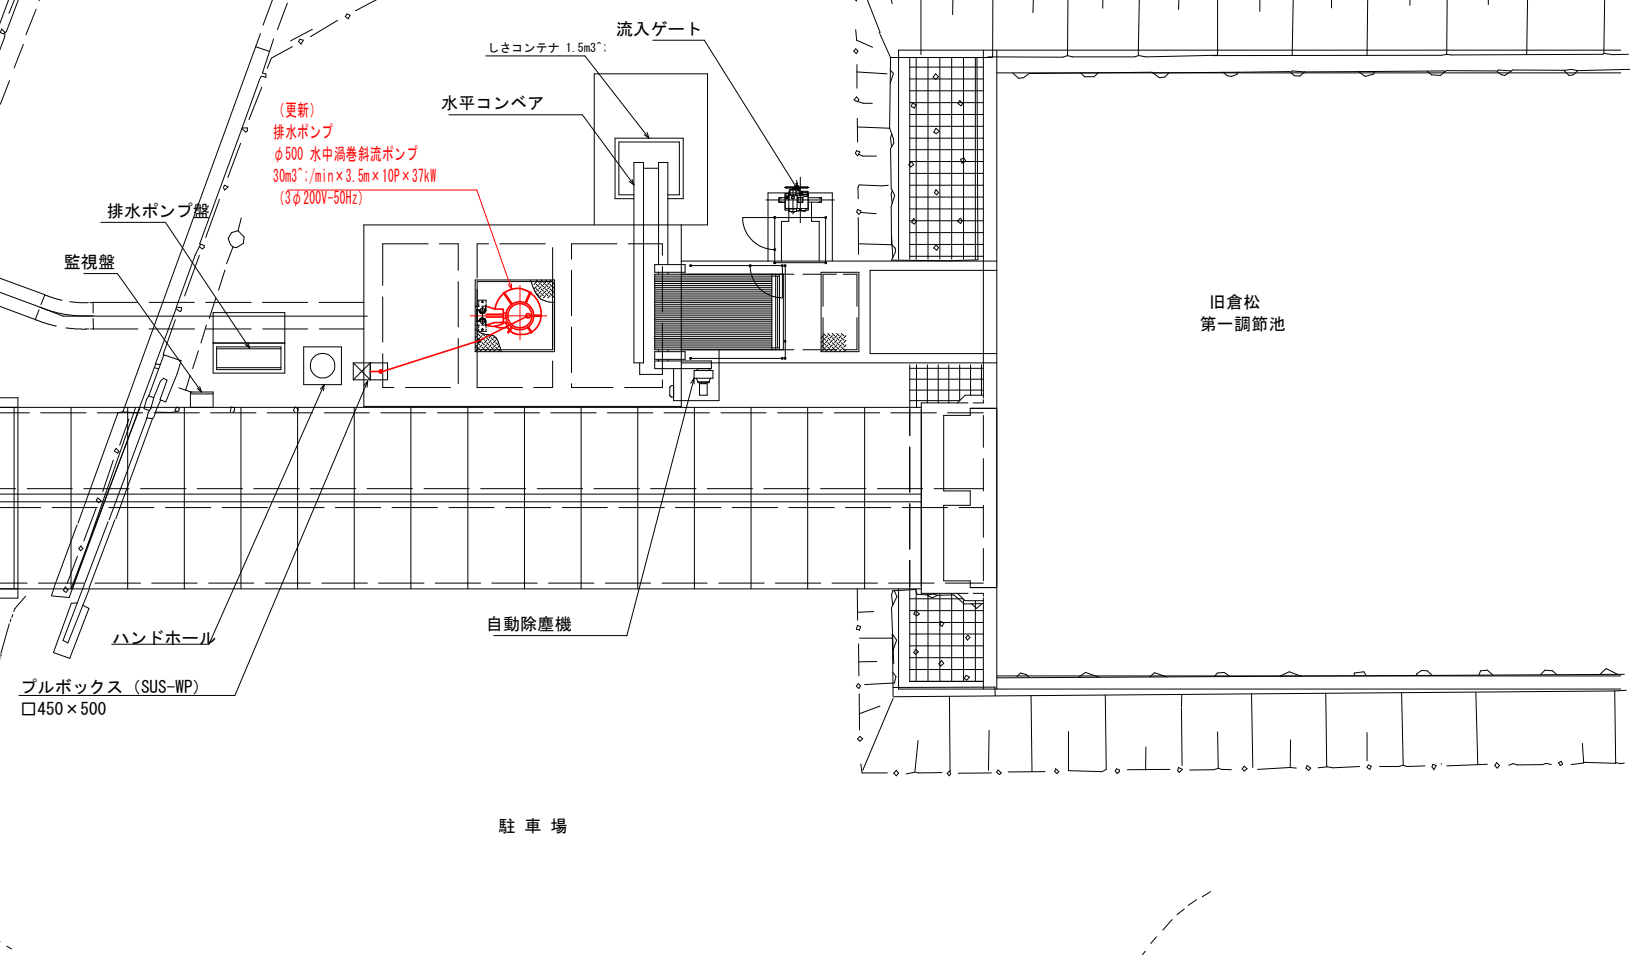 流入ゲート
しさコンテナ 1.5m3^;
水平コンベア
(更新)
排水ポンプ
φ500 水中渦巻斜流ポンプ
30m3^;/min×3.5m×10P×37kW
(3φ200V-50Hz)
排水ポンプ盤
監視盤
旧倉松
第一調節池
自動除塵機
ハンドホール
プルボックス (SUS-WP)
□450×500
駐 車 場